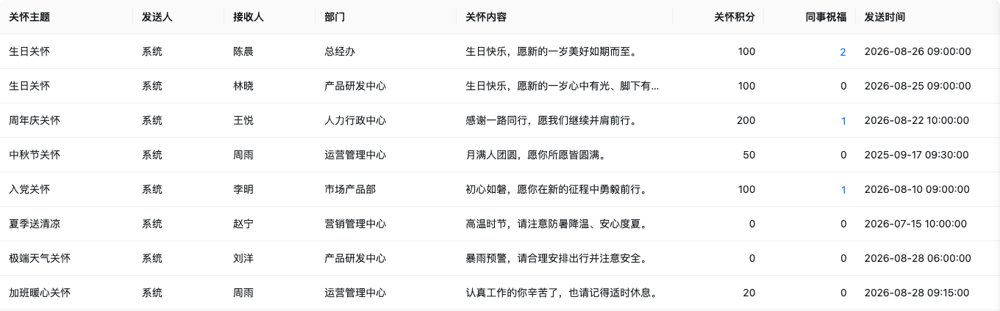 关怀主题 发送人 接收人 部门 关怀内容 关怀积分 同事祝福 发送时间
生日关怀 系统 陈晨 总经办 生日快乐，愿新的一岁美好如期而至。 100 2 2026-08-26 09:00:00
生日关怀 系统 林晓 产品研发中心 生日快乐，愿新的一岁心中有光、脚下有... 100 0 2026-08-25 09:00:00
周年庆关怀 系统 王悦 人力行政中心 感谢一路同行，愿我们继续并肩前行。 200 1 2026-08-22 10:00:00
中秋节关怀 系统 周雨 运营管理中心 月满人团圆，愿你所愿皆圆满。 50 0 2025-09-17 09:30:00
入党关怀 系统 李明 市场产品部 初心如磐，愿你在新的征程中勇毅前行。 100 1 2026-08-10 09:00:00
夏季送清凉 系统 赵宁 营销管理中心 高温时节，请注意防暑降温、安心度夏。 0 0 2026-07-15 10:00:00
极端天气关怀 系统 刘洋 产品研发中心 暴雨预警，请合理安排出行并注意安全。 0 0 2026-08-28 06:00:00
加班暖心关怀 系统 周雨 运营管理中心 认真工作的你辛苦了，也请记得适时休息。 20 0 2026-08-28 09:15:00